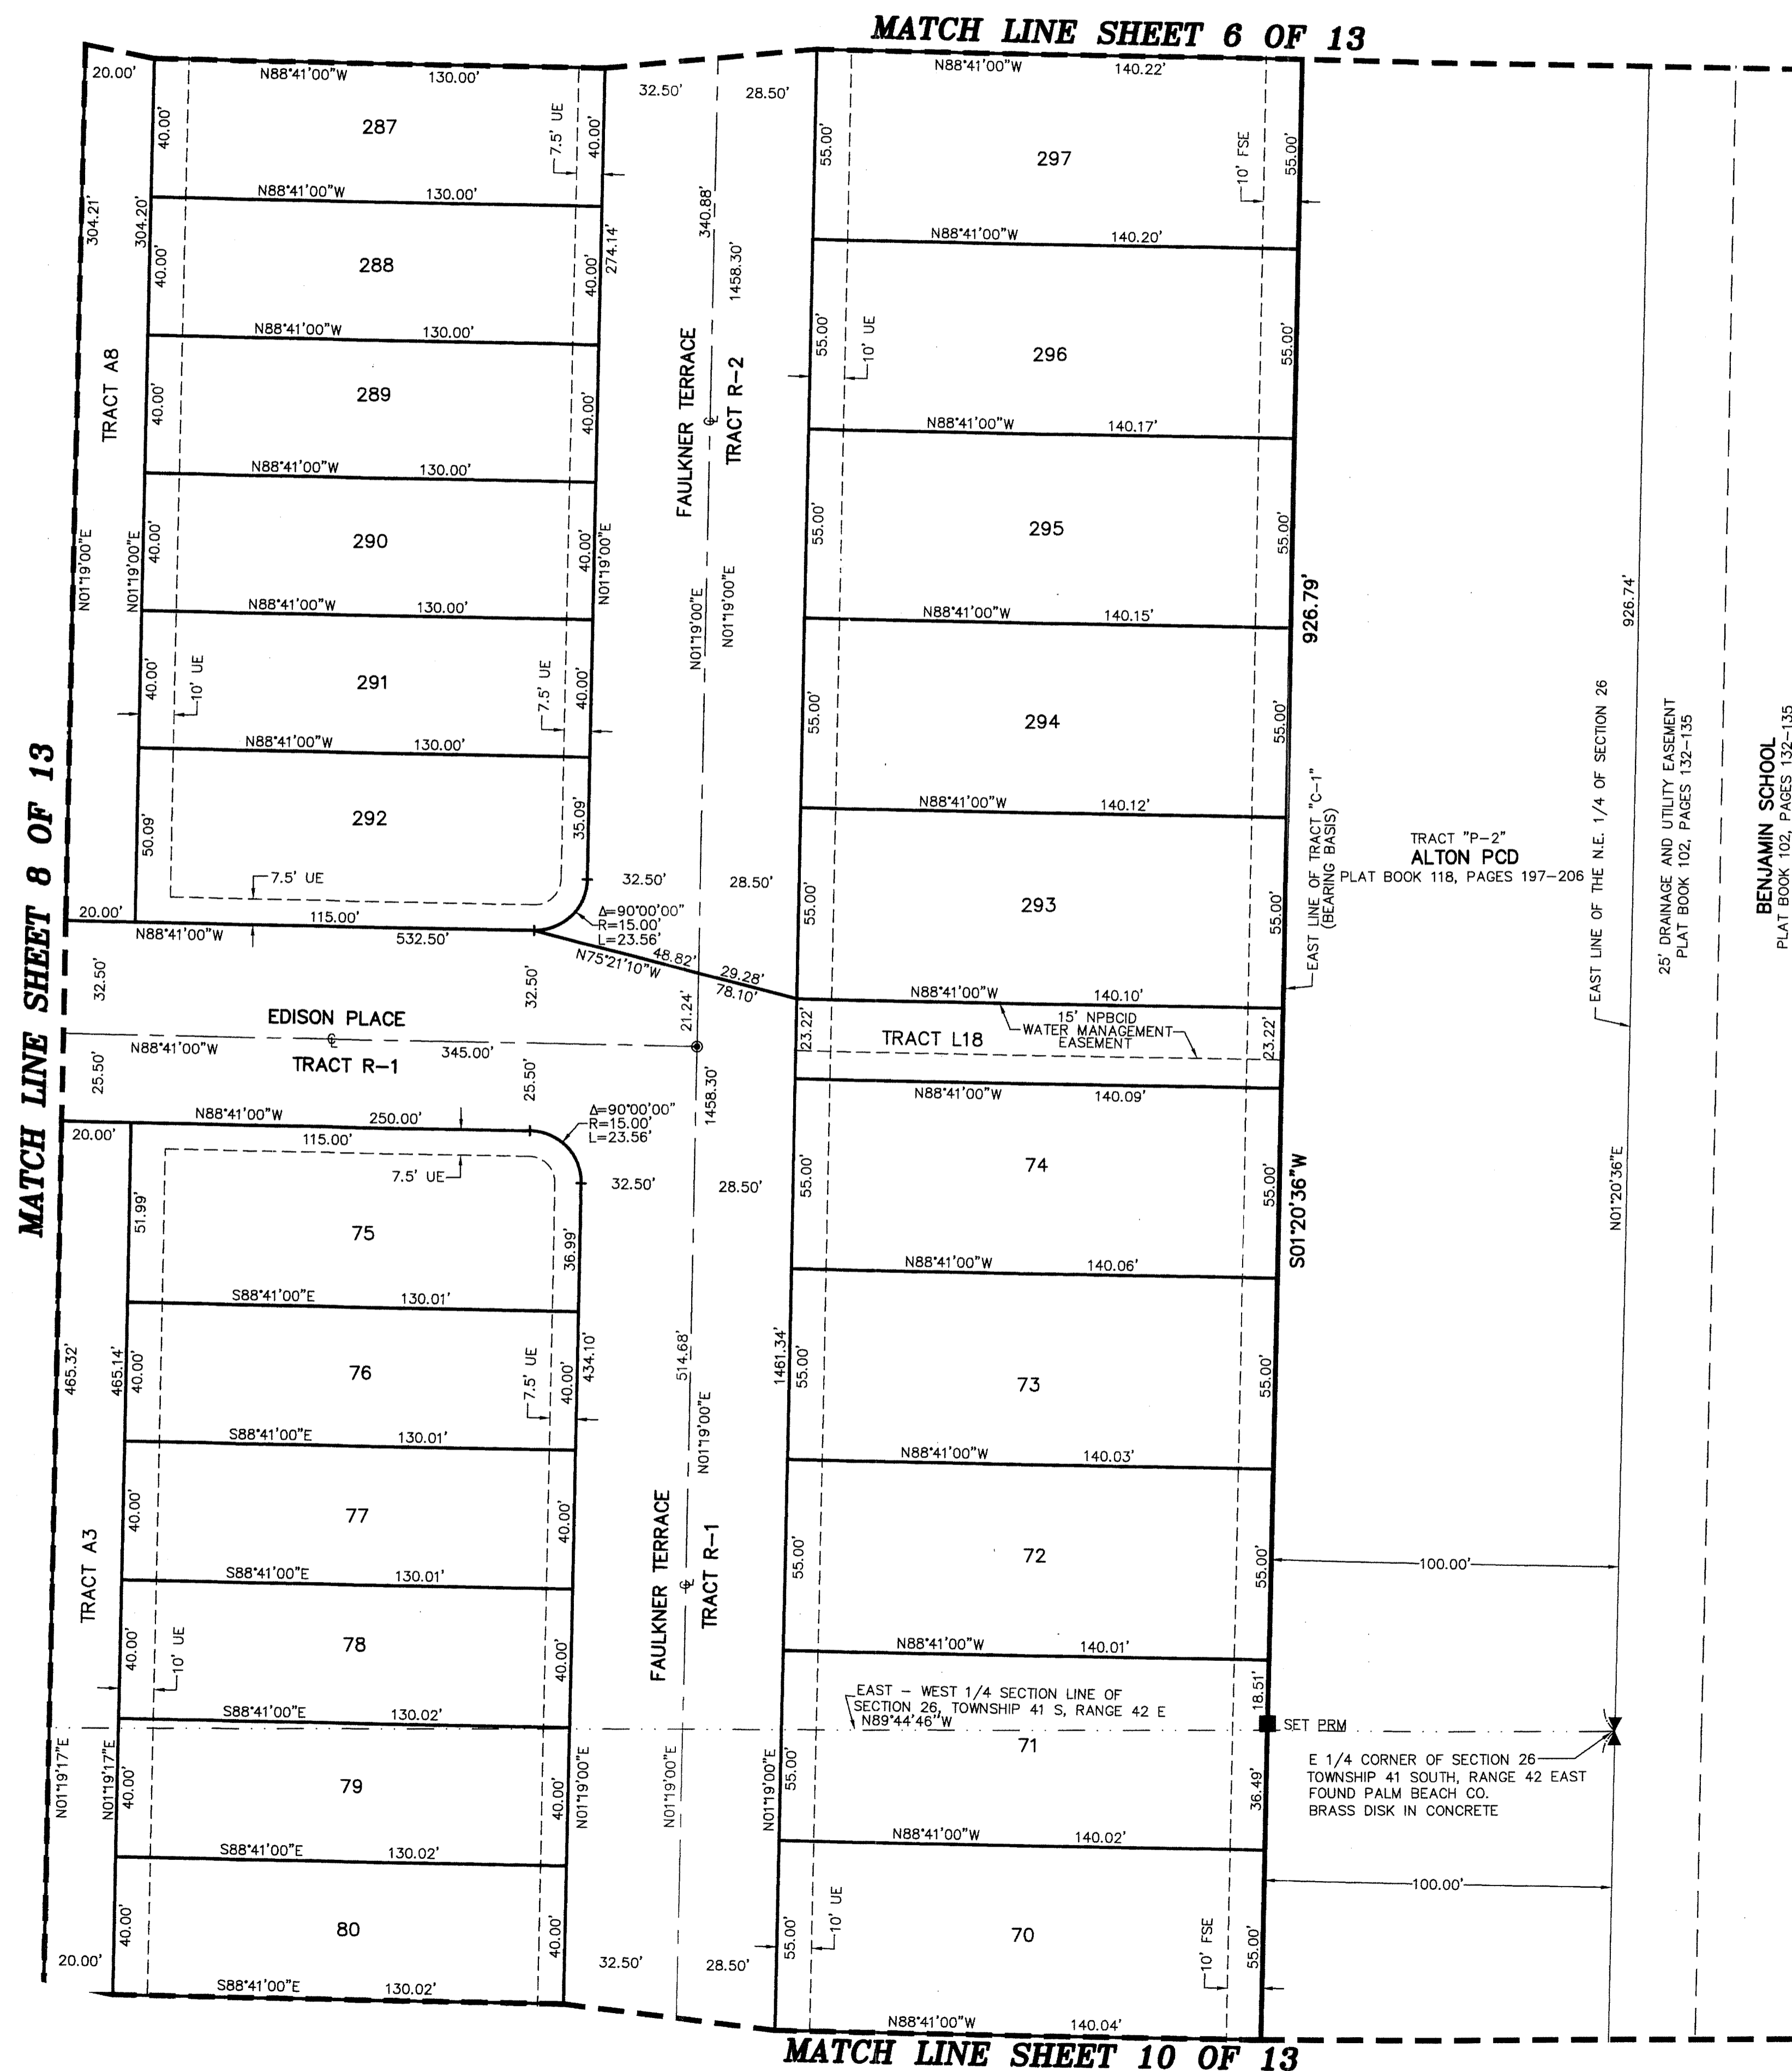 MATCH LINE SHEET 6 OF 13
20.00'
N88°41'00"W 130.00'
32.50' 28.50'
N88°41'00"W 140.22'
40.00'
287
7.5' UE
40.00'
55.00'
297
10' FSE
55.00'
304.21'
304.20'
N88°41'00"W 130.00'
274.14'
340.88'
1458.30'
N88°41'00"W 140.20'
40.00'
288
40.00'
N88°41'00"W 130.00'
55.00'
10' UE
296
55.00'
TRACT A8
40.00'
289
40.00'
FAULKNER TERRACE
℄
TRACT R-2
N88°41'00"W 140.17'
N88°41'00"W 130.00'
N01°19'00"E
N01°19'00"E
40.00'
290
40.00'
N01°19'00"E
55.00'
295
55.00'
N88°41'00"W 130.00'
N01°19'00"E
N01°19'00"E
N88°41'00"W 140.15'
926.79'
926.74'
40.00'
10' UE
291
7.5' UE
40.00'
55.00'
294
55.00'
N88°41'00"W 130.00'
N88°41'00"W 140.12'
MATCH LINE SHEET 8 OF 13
50.09'
292
35.09'
7.5' UE
32.50' 28.50'
55.00'
293
55.00'
EAST LINE OF TRACT "C-1"
(BEARING BASIS)
TRACT "P-2"
ALTON PCD
PLAT BOOK 118, PAGES 197-206
EAST LINE OF THE N.E. 1/4 OF SECTION 26
25' DRAINAGE AND UTILITY EASEMENT
PLAT BOOK 102, PAGES 132-135
BENJAMIN SCHOOL
PLAT BOOK 102, PAGES 132-135
20.00'
115.00'
N88°41'00"W 532.50'
Δ=90°00'00"
R=15.00'
L=23.56'
48.82'
N75°21'10"W
29.28'
78.10'
N88°41'00"W 140.10'
32.50'
32.50'
21.24'
23.22'
15' NPBCID
WATER MANAGEMENT
EASEMENT
TRACT L18
23.22'
EDISON PLACE
℄
N88°41'00"W 345.00'
TRACT R-1
25.50'
25.50'
1458.30'
N88°41'00"W 140.09'
N88°41'00"W 250.00'
20.00'
115.00'
Δ=90°00'00"
R=15.00'
L=23.56'
7.5' UE
32.50' 28.50'
51.99'
75
36.99'
55.00'
74
55.00'
S01°20'36"W
N01°20'36"E
S88°41'00"E 130.01'
N88°41'00"W 140.06'
465.32'
465.14'
40.00'
76
7.5' UE
40.00'
434.10'
514.68'
1461.34'
55.00'
73
55.00'
S88°41'00"E 130.01'
N01°19'00"E
N88°41'00"W 140.03'
TRACT A3
40.00'
77
40.00'
FAULKNER TERRACE
℄
TRACT R-1
55.00'
72
55.00'
100.00'
S88°41'00"E 130.01'
40.00'
10' UE
78
40.00'
N88°41'00"W 140.01'
S88°41'00"E 130.02'
EAST - WEST 1/4 SECTION LINE OF
SECTION 26, TOWNSHIP 41 S, RANGE 42 E
N89°44'46"W
18.51'
SET PRM
71
N01°19'17"E
N01°19'17"E
40.00'
79
40.00'
N01°19'00"E
N01°19'00"E
N01°19'00"E
55.00'
36.49'
E 1/4 CORNER OF SECTION 26
TOWNSHIP 41 SOUTH, RANGE 42 EAST
FOUND PALM BEACH CO.
BRASS DISK IN CONCRETE
S88°41'00"E 130.02'
N88°41'00"W 140.02'
100.00'
40.00'
80
40.00'
55.00'
10' UE
70
10' FSE
55.00'
20.00'
32.50' 28.50'
S88°41'00"E 130.02'
N88°41'00"W 140.04'
MATCH LINE SHEET 10 OF 13